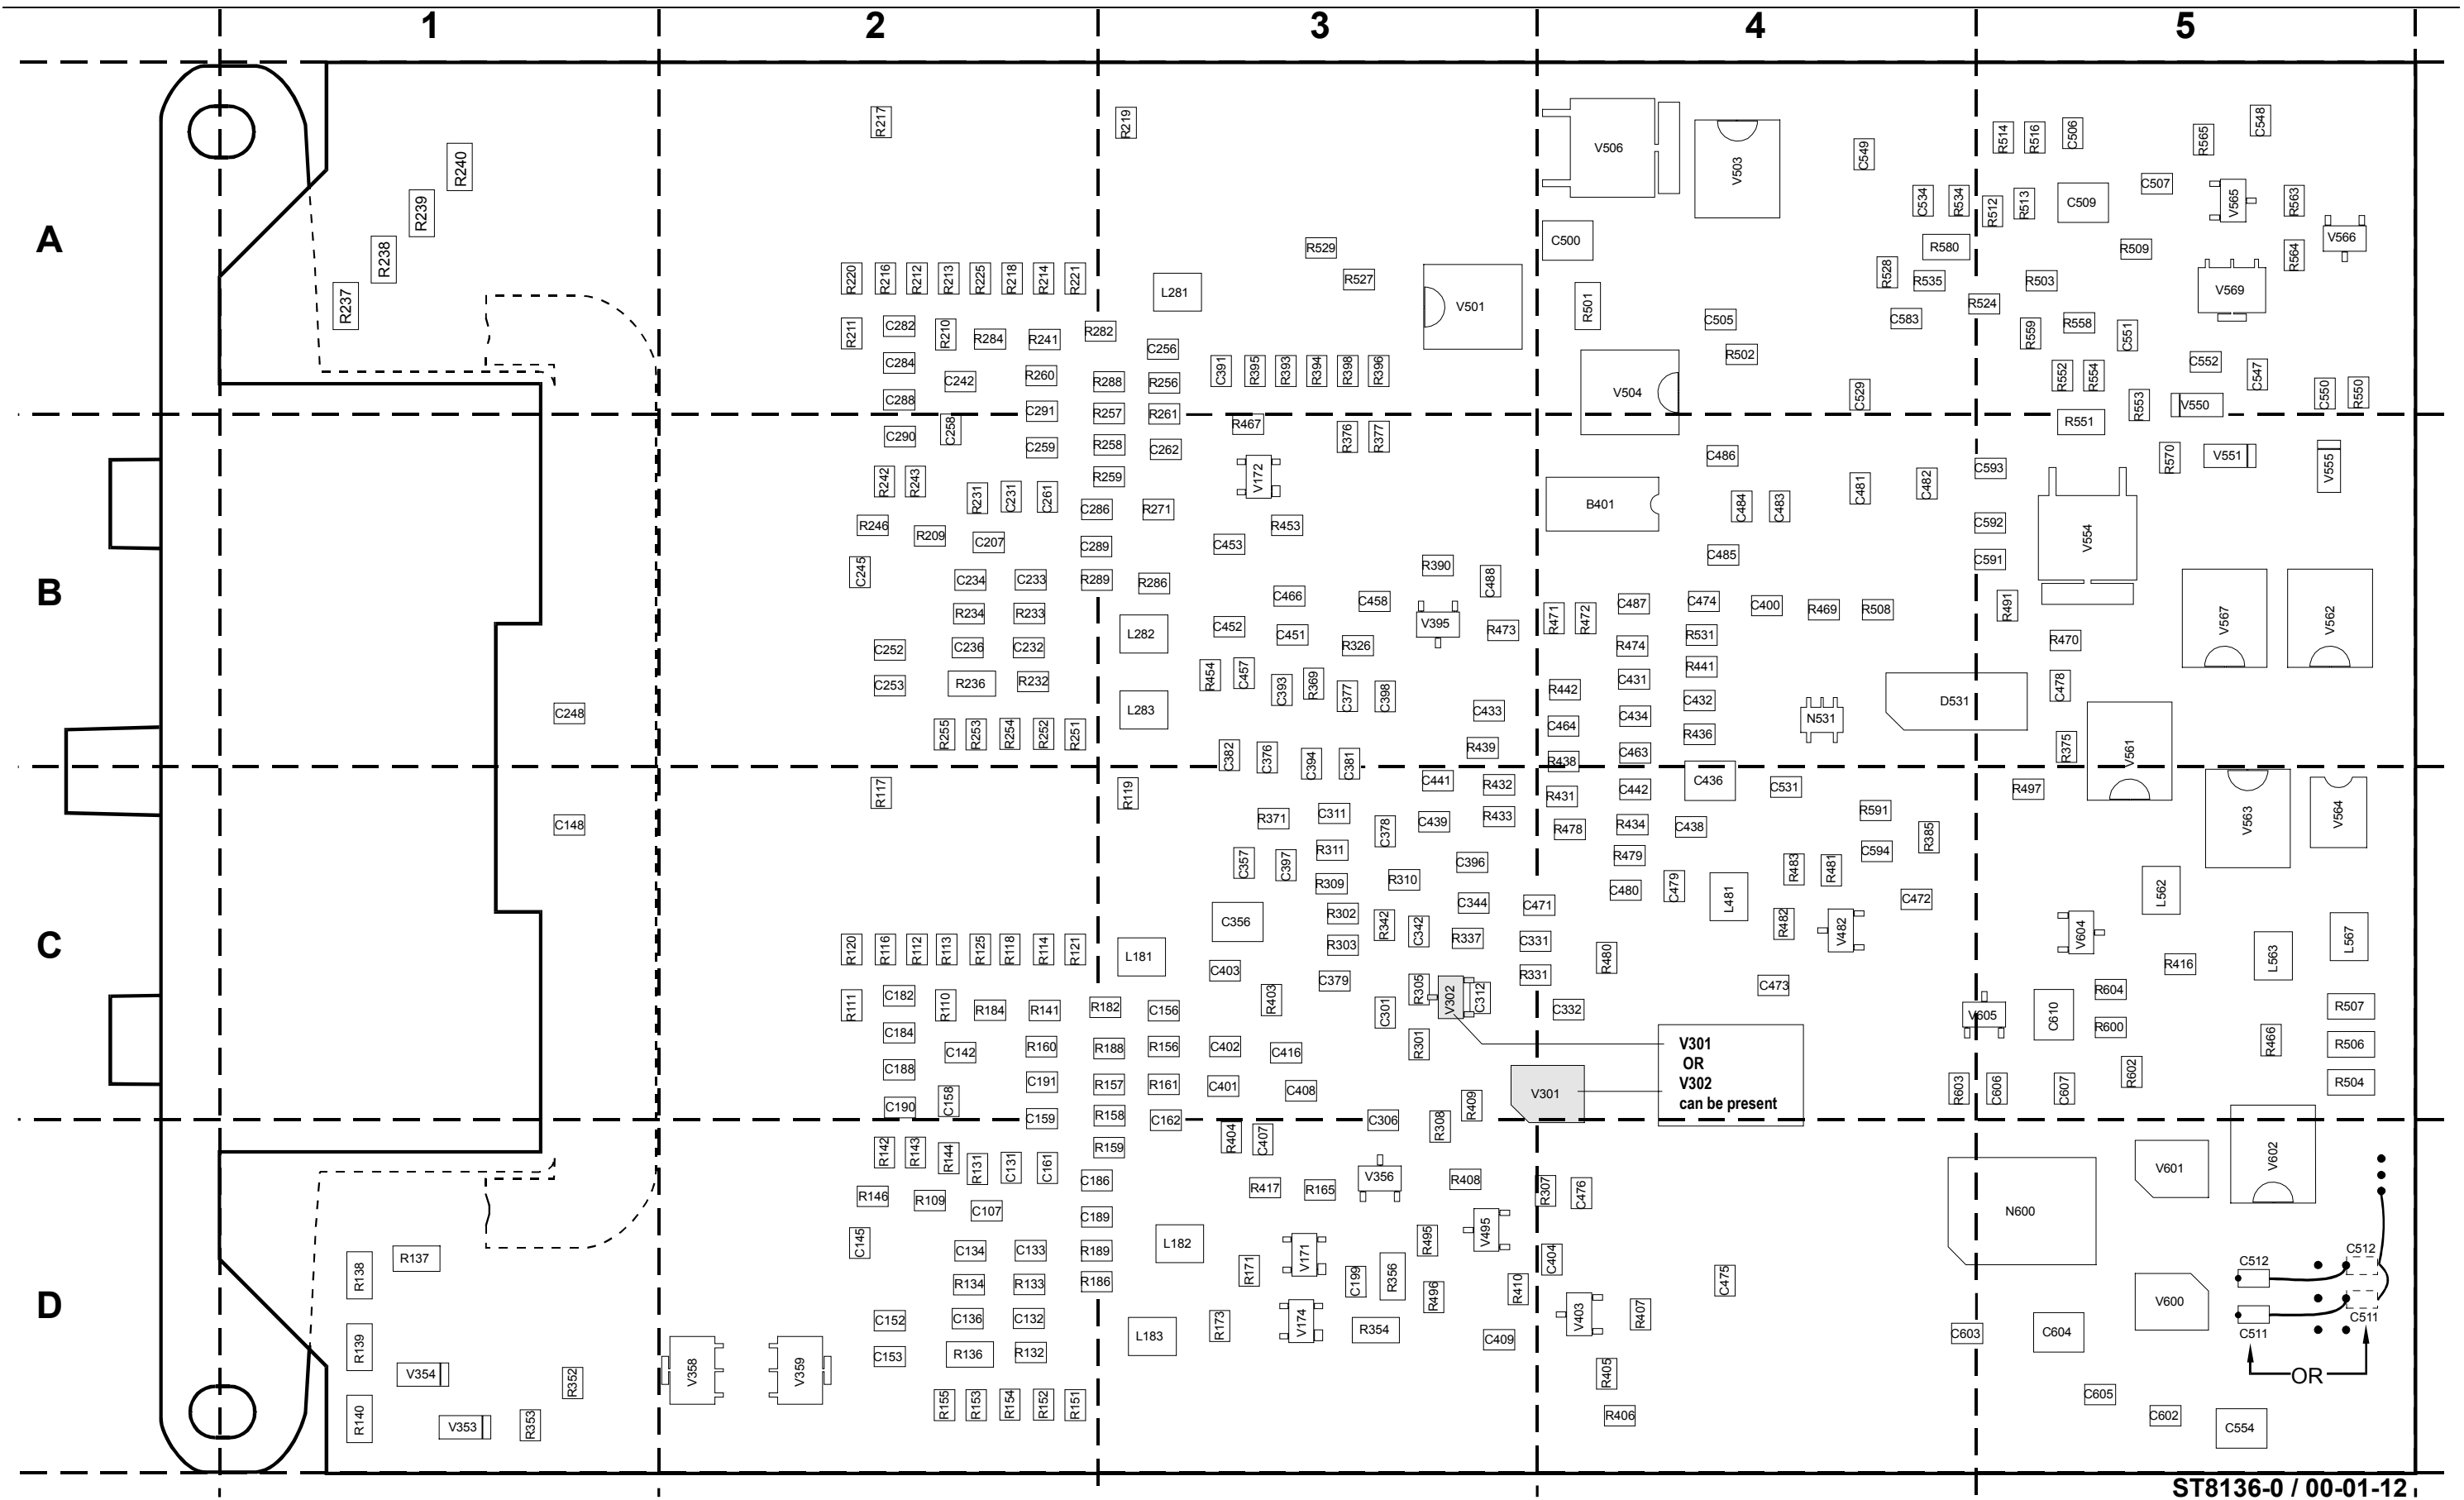 1 2 3 4 5
A
B
C
D
R240
R239
R238
R237
R217
R219
V506
V503
C549
R514 R516 C506
R565
C548
C534 R534
R512 R513
C509
C507
V565
R563
V566
C500
R529
R580
R509
R564
R220 R216 R212 R213 R225 R218 R214 R221
L281
R527
V501
R501
R528
R535
R503
V569
R524
R211
C282
R210
R284
R241
R282
C256
C505
C583
R559
R558
C551
R502
C284
C242
R260
R288
R256
C391 R395 R393 R394 R398 R396
V504
C529
R552 R554
C552
C547
C288
C291
R257
R261
R553
V550
C550 R550
R551
C290
C258
C259
R258
C262
R467
R376 R377
C486
R570
V551
V555
V172
R242 R243
R231 C231 C261
R259
C286
R271
R453
B401
C484 C483
C481
C482
C593
C592
V554
R246
R209
C207
C289
C453
C485
C591
C245
C234
C233
R289
R286
R390
C488
C466
C458
R234
R233
V395
R473
R471 R472
C487
C474
C400
R469
R508
R491
V567
V562
L282
C452
C451
R326
R474
R531
R470
C252
C236
C232
R441
C253
R236
R232
R454 C457
C393 R369
C377 C398
R442
C431
C432
D531
C478
C248
L283
C433
C464
C434
N531
R255 R253 R254 R252 R251
R439
R436
R375
V561
C382 C376 C394 C381
R438
C463
R117
R119
C441
R432
R431
C442
C436
C531
R497
V563
V564
C148
R371
C311
C378
C439
R433
R478
R434
C438
R591
R385
R311
C357 C397
C396
R479
C594
R309
R310
R483 R481
C480
C479
L481
L562
C356
R302
R342 C342
C344
C471
C472
R482
V482
V604
R120 R116 R112 R113 R125 R118 R114 R121
L181
R303
R337
C331
R480
L563
L567
C403
C379
R331
R416
R111
C182
R110
R184
R141
R182
C156
R403
C301
R305
V302
C312
C332
C473
V605
C610
R604
R507
C184
R600
C142
R160
R188
R156
C402
C416
R301
V301
OR
V302
can be present
R466
R506
C188
C191
R157
R161
C401
C408
V301
R603 C606
C607
R602
R504
C190
C158
C159
R158
C162
C306
R308
R409
R142 R143
R144
R131 C131 C161
R159
R404 C407
V602
V601
C186
R417
R165
V356
R408
R307 C476
N600
R146
R109
C107
C189
C145
C134
C133
R189
L182
V171
R495
V495
C404
R137
R138
R134
R133
R186
R171
C199
R356
R496
R410
C475
C512
C512
V600
C152
C136
C132
R173
V174
R354
V403
R407
C511
C511
R139
C153
R136
R132
L183
C409
C603
C604
V354
R352
V358
V359
R405
OR
R140
V353
R353
R155 R153 R154 R152 R151
R406
C605
C602
C554
ST8136-0 / 00-01-12